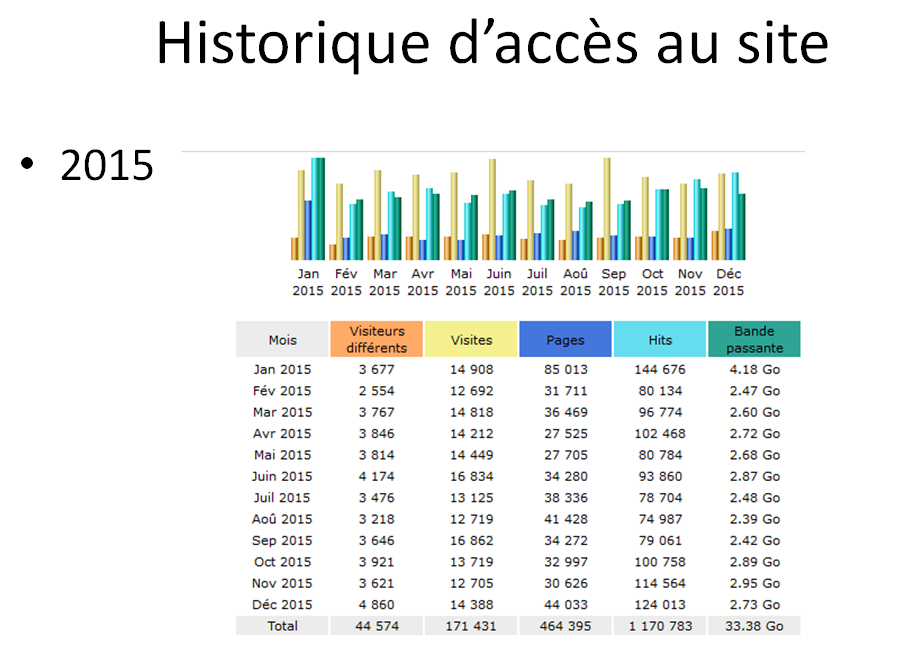 Historique d’accès au site
• 2015
Jan Fév Mar Avr Mai Juin Juil Aoû Sep Oct Nov Déc
2015 2015 2015 2015 2015 2015 2015 2015 2015 2015 2015 2015
Mois Visiteurs différents Visites Pages Hits Bande passante
Jan 2015 3 677 14 908 85 013 144 676 4.18 Go
Fév 2015 2 554 12 692 31 711 80 134 2.47 Go
Mar 2015 3 767 14 818 36 469 96 774 2.60 Go
Avr 2015 3 846 14 212 27 525 102 468 2.72 Go
Mai 2015 3 814 14 449 27 705 80 784 2.68 Go
Juin 2015 4 174 16 834 34 280 93 860 2.87 Go
Juil 2015 3 476 13 125 38 336 78 704 2.48 Go
Aoû 2015 3 218 12 719 41 428 74 987 2.39 Go
Sep 2015 3 646 16 862 34 272 79 061 2.42 Go
Oct 2015 3 921 13 719 32 997 100 758 2.89 Go
Nov 2015 3 621 12 705 30 626 114 564 2.95 Go
Déc 2015 4 860 14 388 44 033 124 013 2.73 Go
Total 44 574 171 431 464 395 1 170 783 33.38 Go